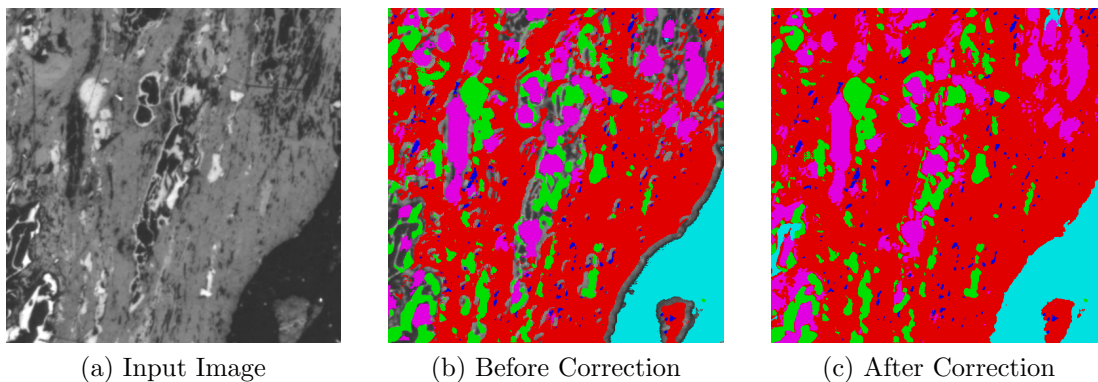 (a) Input Image
(b) Before Correction
(c) After Correction